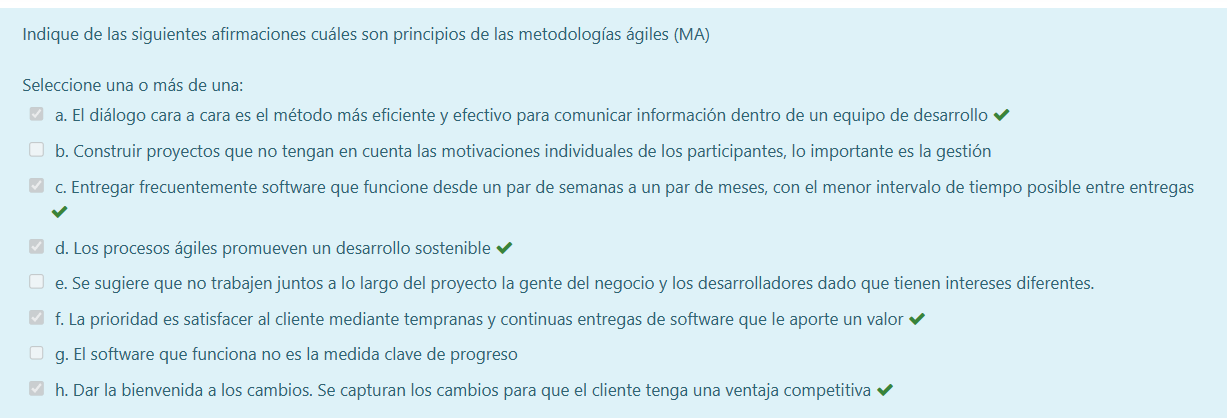 Indique de las siguientes afirmaciones cuáles son principios de las metodologías ágiles (MA)
Seleccione una o más de una:
a. El diálogo cara a cara es el método más eficiente y efectivo para comunicar información dentro de un equipo de desarrollo
b. Construir proyectos que no tengan en cuenta las motivaciones individuales de los participantes, lo importante es la gestión
c. Entregar frecuentemente software que funcione desde un par de semanas a un par de meses, con el menor intervalo de tiempo posible entre entregas
d. Los procesos ágiles promueven un desarrollo sostenible
e. Se sugiere que no trabajen juntos a lo largo del proyecto la gente del negocio y los desarrolladores dado que tienen intereses diferentes.
f. La prioridad es satisfacer al cliente mediante tempranas y continuas entregas de software que le aporte un valor
g. El software que funciona no es la medida clave de progreso
h. Dar la bienvenida a los cambios. Se capturan los cambios para que el cliente tenga una ventaja competitiva